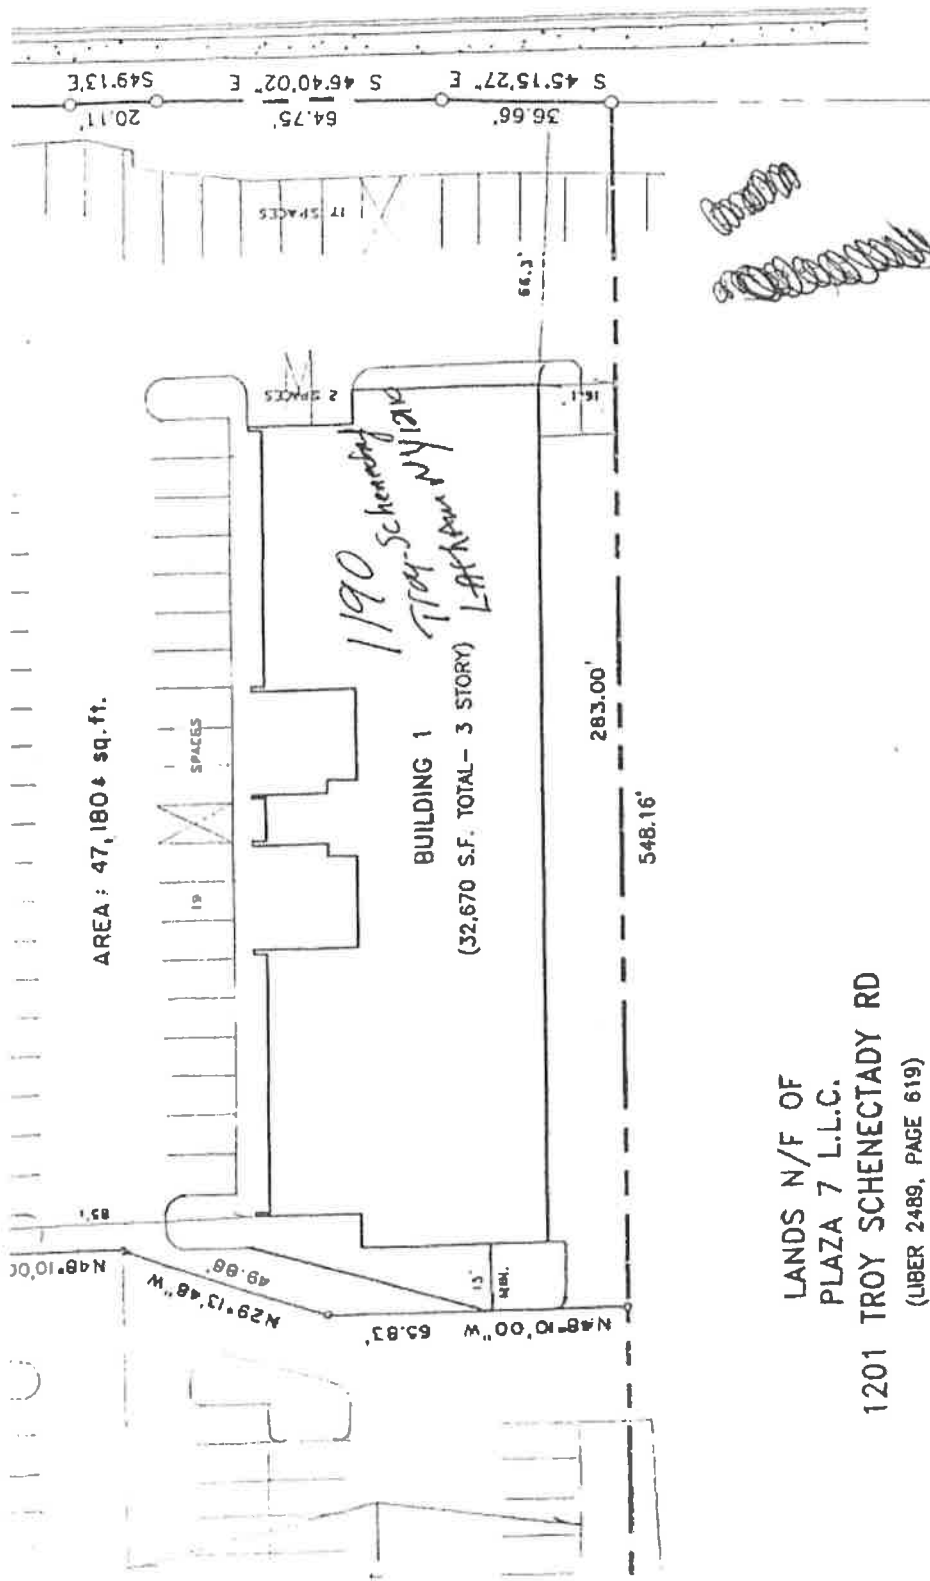 S49°13'E
20.11'
S 46°40'02" E
64.75'
S 45°15'27" E
36.66'
17 SPACES
66.3'
2 SPACES
16.1'
1190
Troy-Schenectady
Latham NY 121
AREA: 47,180± sq.ft.
19 SPACES
BUILDING 1
(32,670 S.F. TOTAL- 3 STORY)
283.00'
548.16'
85'±
N48°10'00
N29°13'48" W
49.88'
N48°10'00" W
65.83'
15'
MIN.
LANDS N/F OF
PLAZA 7 L.L.C.
1201 TROY SCHENECTADY RD
(LIBER 2489, PAGE 619)